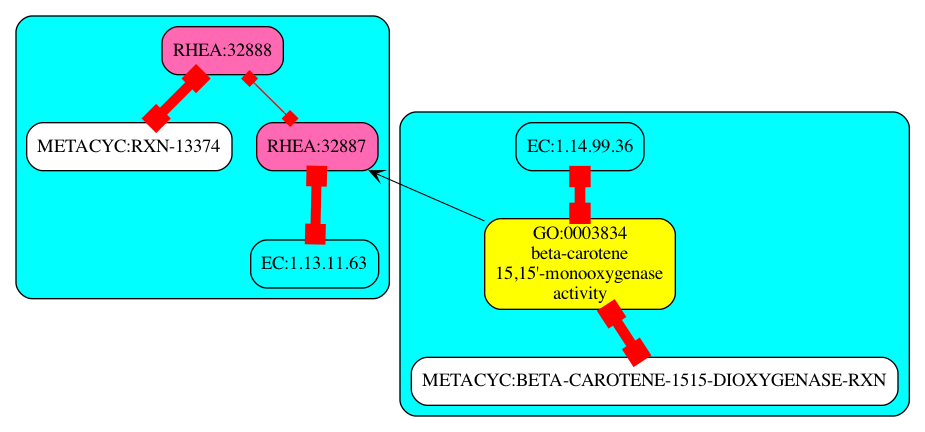 RHEA:32888
METACYC:RXN-13374
RHEA:32887
EC:1.13.11.63
EC:1.14.99.36
GO:0003834
beta-carotene
15,15'-monooxygenase
activity
METACYC:BETA-CAROTENE-1515-DIOXYGENASE-RXN